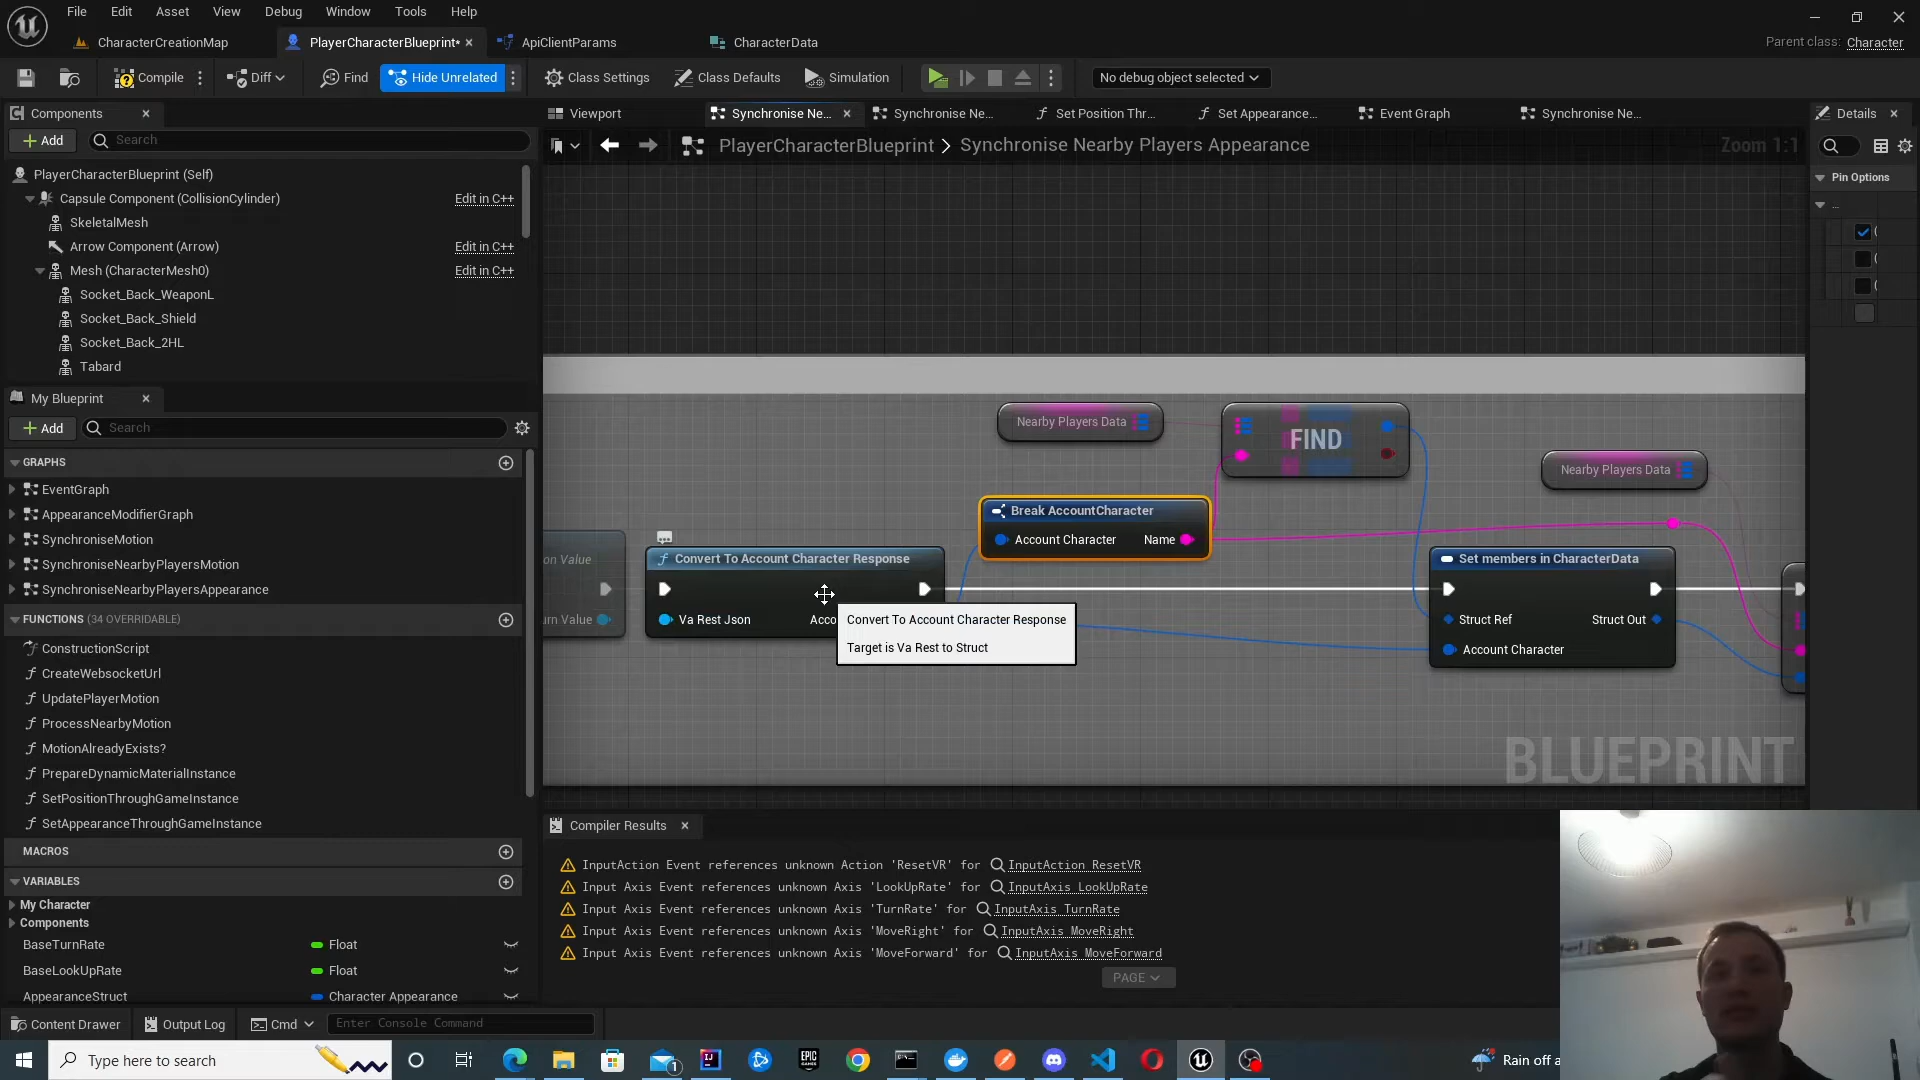 File Edit Asset View Debug Window Tools Help
CharacterCreationMap PlayerCharacterBlueprint* ApiClientParams CharacterData
Parent class: Character
Compile Diff Find Hide Unrelated Class Settings Class Defaults Simulation No debug object selected
Components
Add Search
PlayerCharacterBlueprint (Self)
Capsule Component (CollisionCylinder) Edit in C++
SkeletalMesh
Arrow Component (Arrow) Edit in C++
Mesh (CharacterMesh0) Edit in C++
Socket_Back_WeaponL
Socket_Back_Shield
Socket_Back_2HL
Tabard
My Blueprint
Add Search
GRAPHS
EventGraph
AppearanceModifierGraph
SynchroniseMotion
SynchroniseNearbyPlayersMotion
SynchroniseNearbyPlayersAppearance
FUNCTIONS (34 OVERRIDABLE)
ConstructionScript
CreateWebsocketUrl
UpdatePlayerMotion
ProcessNearbyMotion
MotionAlreadyExists?
PrepareDynamicMaterialInstance
SetPositionThroughGameInstance
SetAppearanceThroughGameInstance
MACROS
VARIABLES
My Character
Components
BaseTurnRate Float
BaseLookUpRate Float
AppearanceStruct Character Appearance
Viewport Synchronise Ne... Synchronise Ne... Set Position Thr... Set Appearance... Event Graph Synchronise Ne...
PlayerCharacterBlueprint > Synchronise Nearby Players Appearance Zoom 1:1
Nearby Players Data
FIND
Nearby Players Data
Break AccountCharacter
Account Character Name
on Value
urn Value
Convert To Account Character Response
Va Rest Json Acco
Convert To Account Character Response
Target is Va Rest to Struct
Set members in CharacterData
Struct Ref Struct Out
Account Character
BLUEPRINT
Details
Pin Options
...
Compiler Results
InputAction Event references unknown Action 'ResetVR' for InputAction ResetVR
Input Axis Event references unknown Axis 'LookUpRate' for InputAxis LookUpRate
Input Axis Event references unknown Axis 'TurnRate' for InputAxis TurnRate
Input Axis Event references unknown Axis 'MoveRight' for InputAxis MoveRight
Input Axis Event references unknown Axis 'MoveForward' for InputAxis MoveForward
PAGE
Content Drawer Output Log Cmd Enter Console Command
Type here to search
EPIC GAMES
1
Rain off a